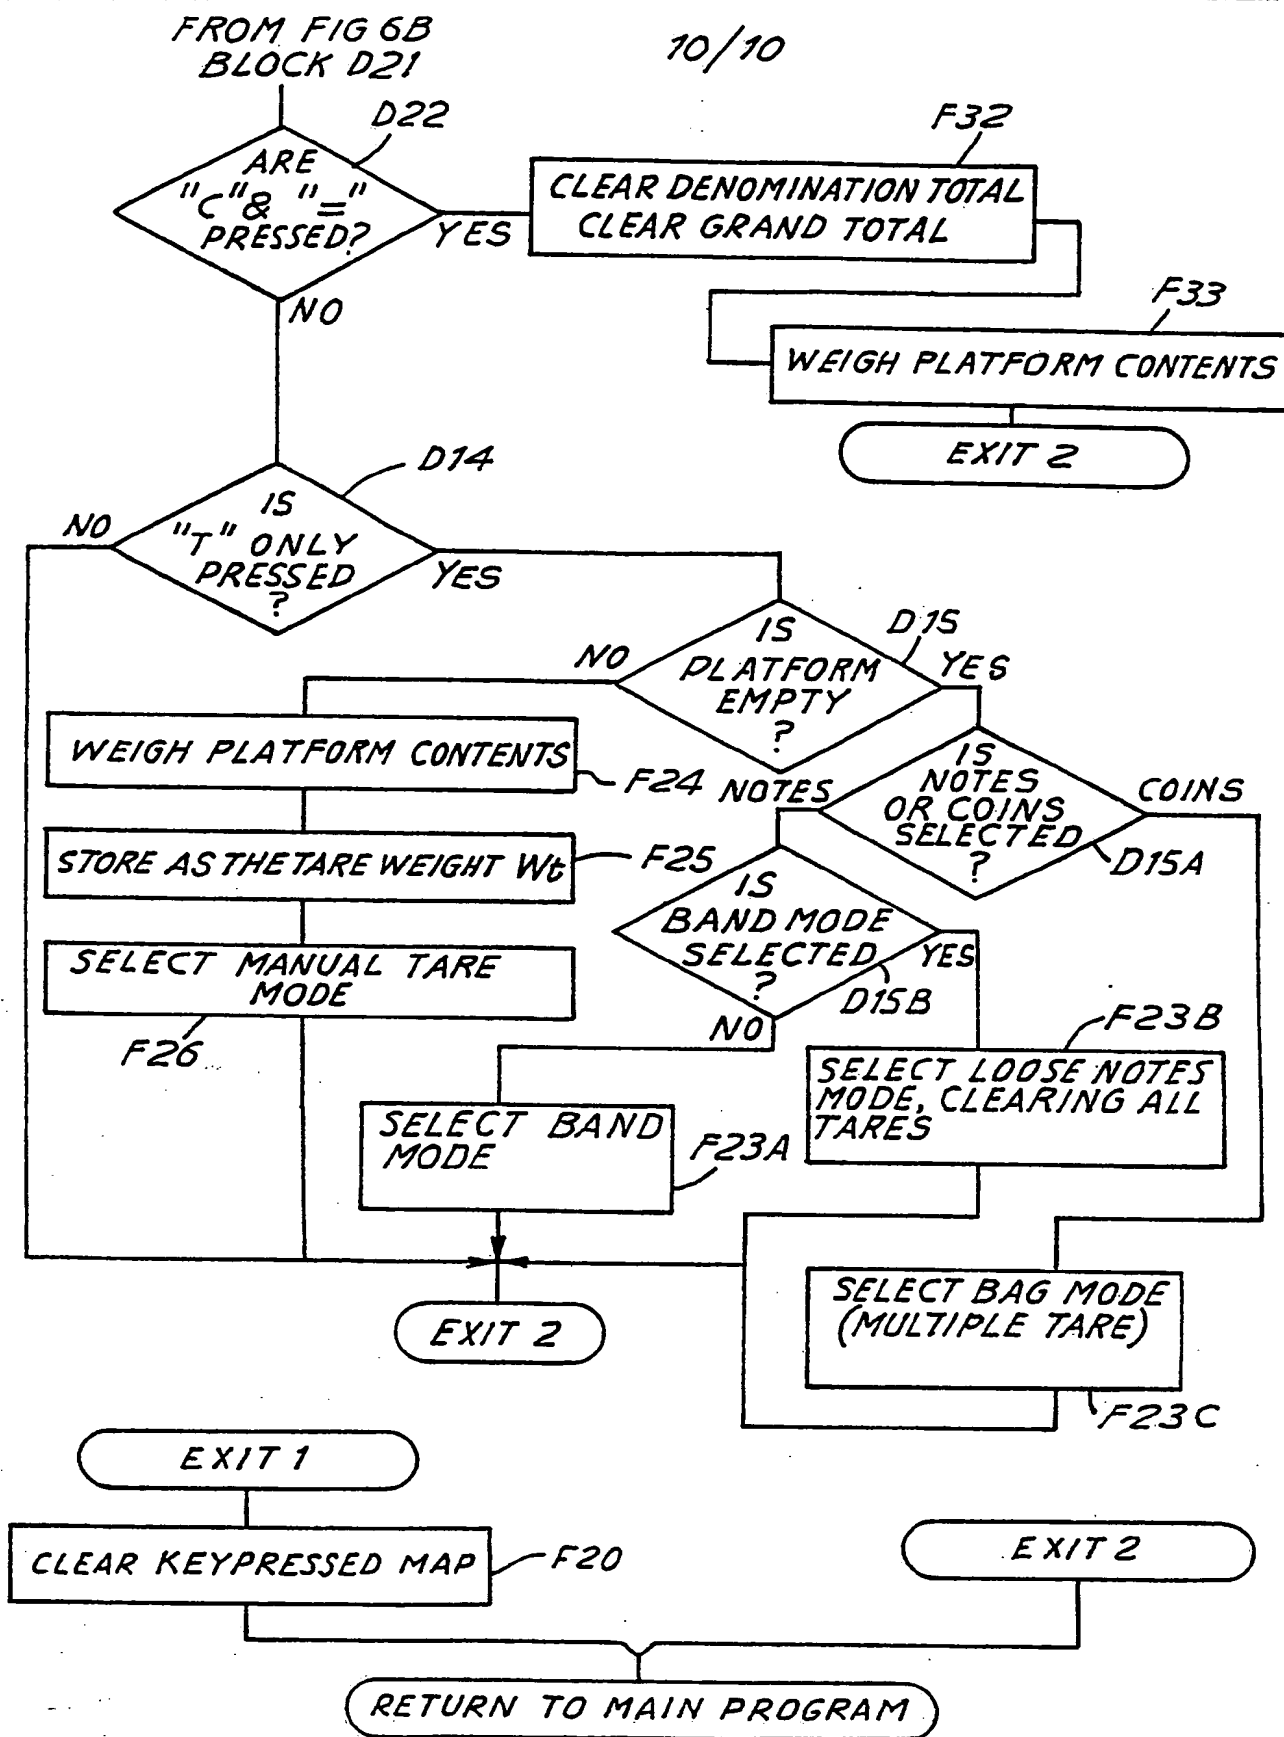 FROM FIG 6B
BLOCK D21
10/10
D22
ARE
"C" & "="
PRESSED?
YES
NO
F32
CLEAR DENOMINATION TOTAL
CLEAR GRAND TOTAL
F33
WEIGH PLATFORM CONTENTS
EXIT 2
D14
IS
"T" ONLY
PRESSED
?
NO
YES
D15
IS
PLATFORM
EMPTY
?
NO
YES
WEIGH PLATFORM CONTENTS
F24
IS
NOTES
OR COINS
SELECTED
?
NOTES
COINS
D15A
STORE AS THE TARE WEIGHT Wt
F25
IS
BAND MODE
SELECTED
?
YES
D15B
NO
SELECT MANUAL TARE
MODE
F26
F23B
SELECT LOOSE NOTES
MODE, CLEARING ALL
TARES
SELECT BAND
MODE
F23A
SELECT BAG MODE
(MULTIPLE TARE)
F23C
EXIT 2
EXIT 1
CLEAR KEYPRESSED MAP
F20
EXIT 2
RETURN TO MAIN PROGRAM